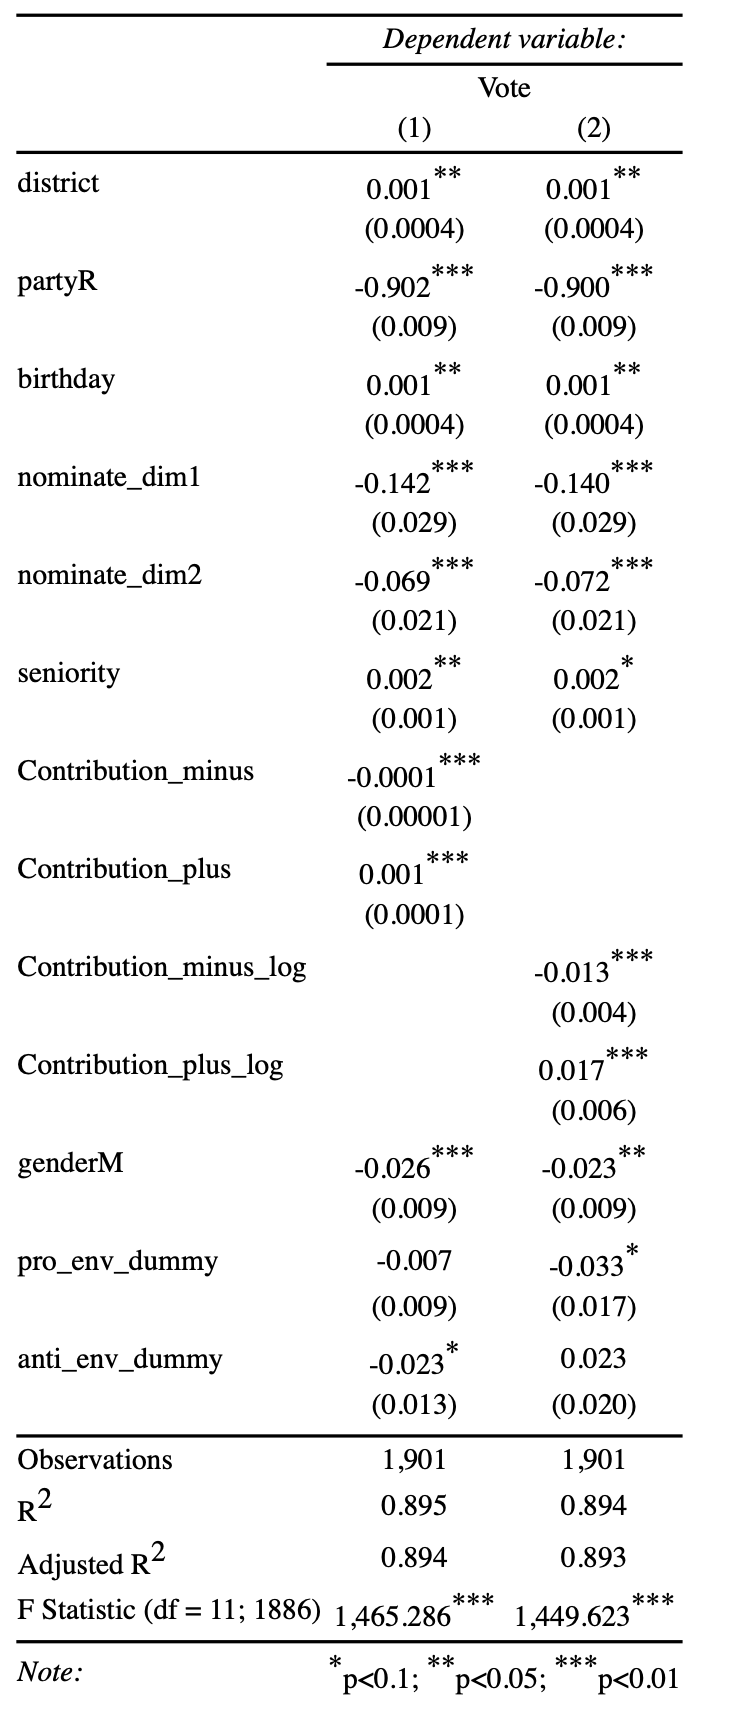 Dependent variable:
Vote
(1) (2)
district 0.001** 0.001**
(0.0004) (0.0004)
partyR -0.902*** -0.900***
(0.009) (0.009)
birthday 0.001** 0.001**
(0.0004) (0.0004)
nominate_dim1 -0.142*** -0.140***
(0.029) (0.029)
nominate_dim2 -0.069*** -0.072***
(0.021) (0.021)
seniority 0.002** 0.002*
(0.001) (0.001)
Contribution_minus -0.0001***
(0.00001)
Contribution_plus 0.001***
(0.0001)
Contribution_minus_log -0.013***
(0.004)
Contribution_plus_log 0.017***
(0.006)
genderM -0.026*** -0.023**
(0.009) (0.009)
pro_env_dummy -0.007 -0.033*
(0.009) (0.017)
anti_env_dummy -0.023* 0.023
(0.013) (0.020)
Observations 1,901 1,901
R2 0.895 0.894
Adjusted R2 0.894 0.893
F Statistic (df = 11; 1886) 1,465.286*** 1,449.623***
Note: *p<0.1; **p<0.05; ***p<0.01